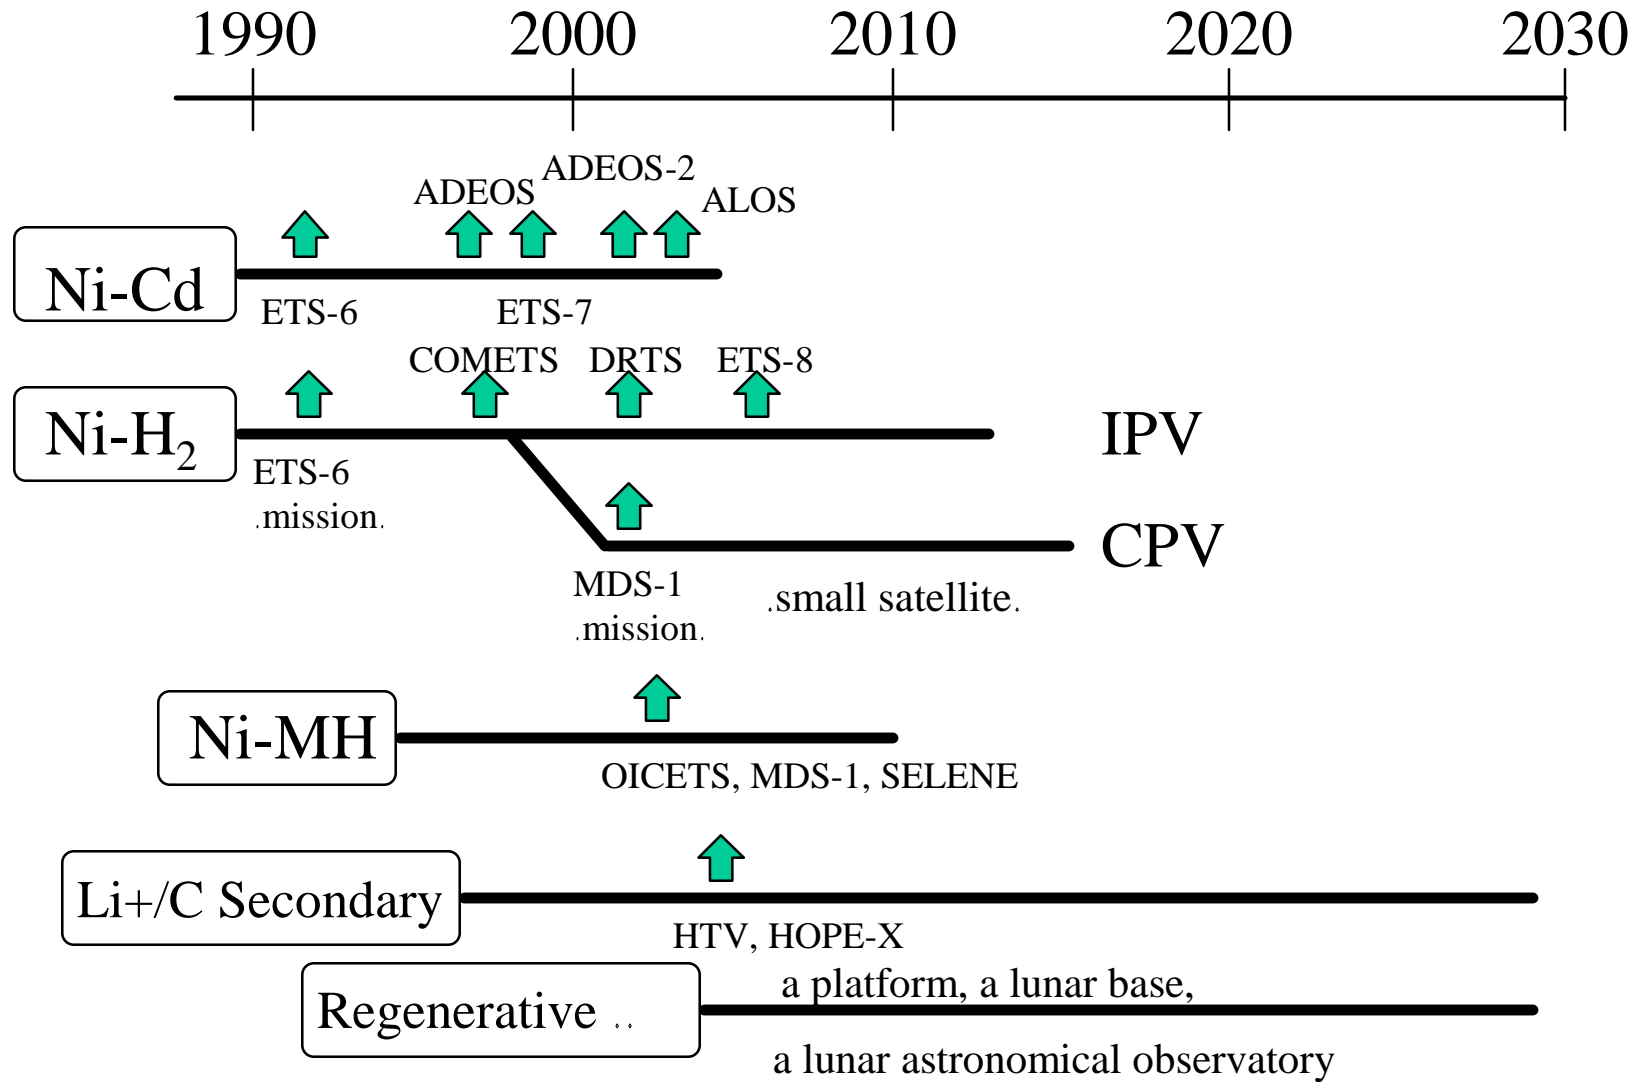 1990 2000 2010 2020 2030
ADEOS-2
ADEOS
ALOS
Ni-Cd
ETS-6
ETS-7
COMETS DRTS ETS-8
Ni-H₂
IPV
ETS-6
.mission.
CPV
MDS-1
.mission.
.small satellite.
Ni-MH
OICETS, MDS-1, SELENE
Li+/C Secondary
HTV, HOPE-X
a platform, a lunar base,
Regenerative ..
a lunar astronomical observatory